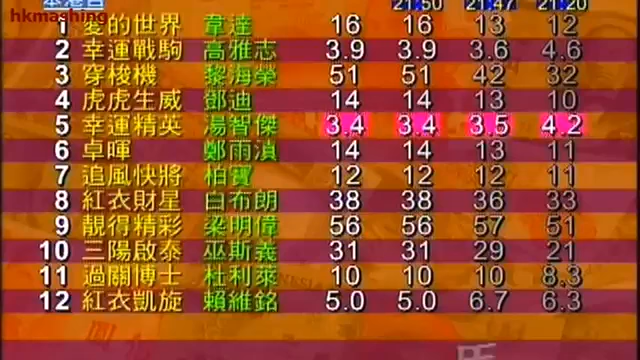 hkmashing
本港台 21:50 21:47 21:20
1 愛的世界 韋達 16 16 13 12
2 幸運戰駒 高雅志 3.9 3.9 3.6 4.6
3 穿梭機 黎海榮 51 51 42 32
4 虎虎生威 鄧迪 14 14 13 10
5 幸運精英 湯智傑 3.4 3.4 3.5 4.2
6 卓暉 鄭雨滇 14 14 13 11
7 追風快將 柏寶 12 12 12 11
8 紅衣財星 白布朗 38 38 36 33
9 靚得精彩 梁明偉 56 56 57 51
10 三陽啟泰 巫斯義 31 31 29 21
11 過關博士 杜利萊 10 10 10 8.3
12 紅衣凱旋 賴維銘 5.0 5.0 6.7 6.3